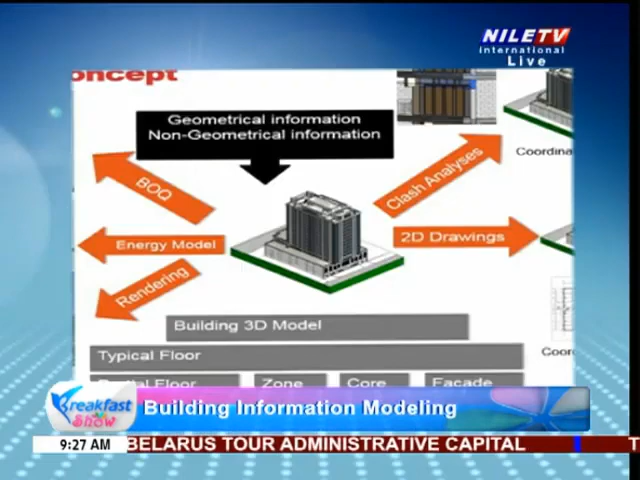 NILETV
international
Live
oncept
Geometrical information
Non-Geometrical information
BOQ
Clash Analyses
Coordina
Energy Model
2D Drawings
Rendering
Building 3D Model
Typical Floor
Coor
Floor
Zone
Core
Facade
Breakfast
Show
Building Information Modeling
9:27 AM
BELARUS TOUR ADMINISTRATIVE CAPITAL
T